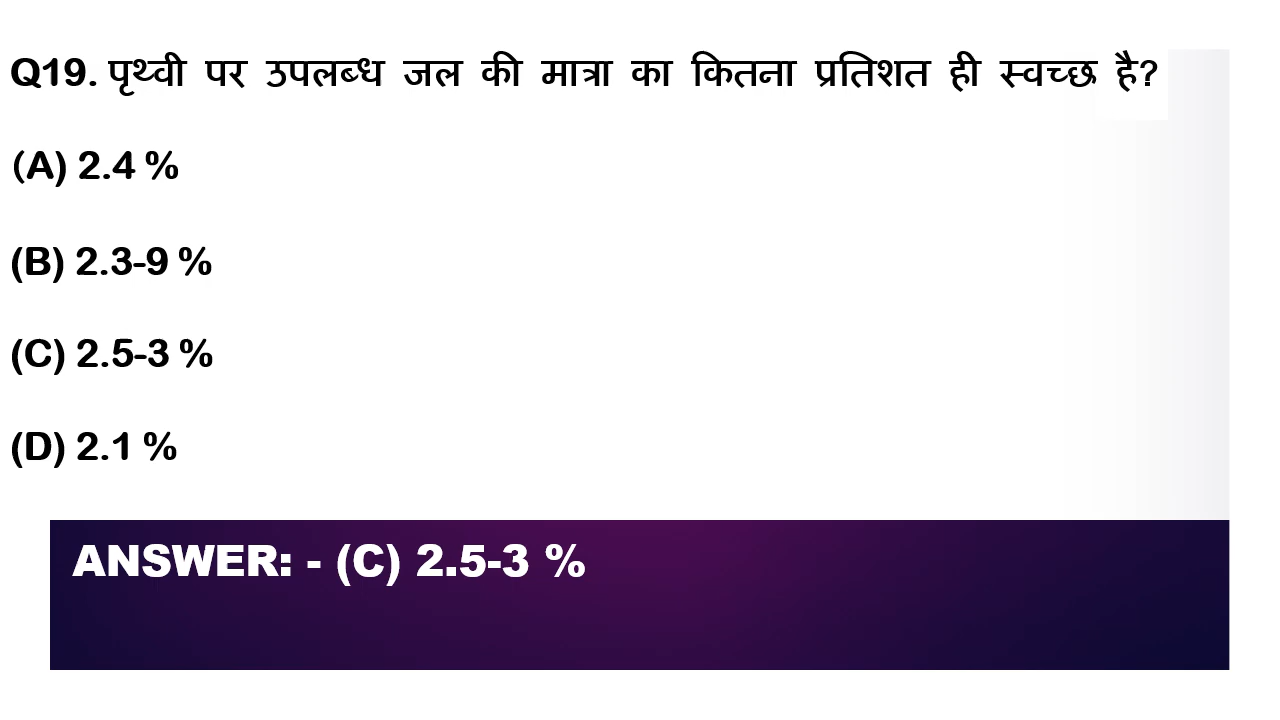 Q19. पृथ्वी पर उपलब्ध जल की मात्रा का कितना प्रतिशत ही स्वच्छ है?
(A) 2.4 %
(B) 2.3-9 %
(C) 2.5-3 %
(D) 2.1 %
ANSWER: - (C) 2.5-3 %